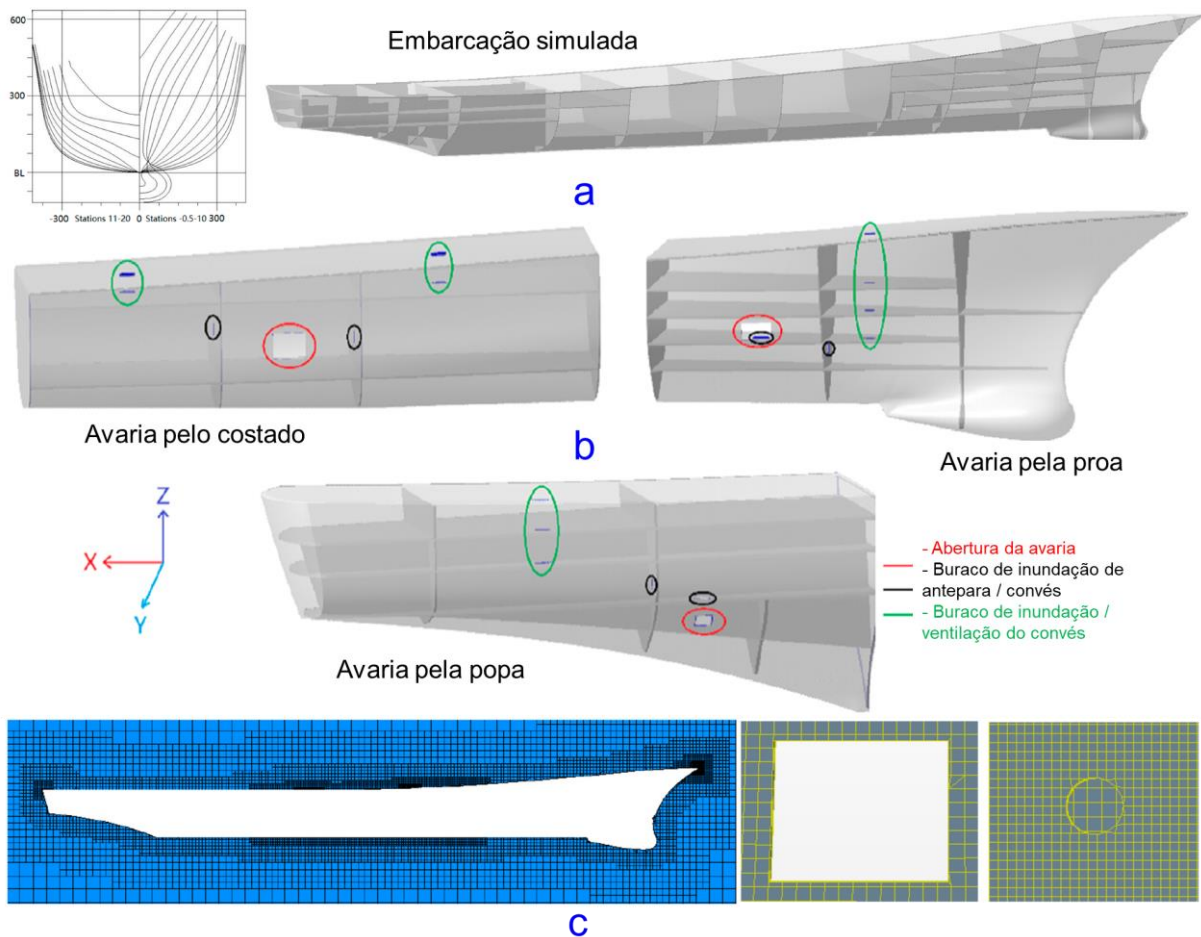 600
300
BL
-300 Stations 11-20 0 Stations -0.5-10 300
Embarcação simulada
a
Avaria pelo costado
b
Avaria pela proa
Z
X
Y
- Abertura da avaria
- Buraco de inundação de
antepara / convés
- Buraco de inundação /
ventilação do convés
Avaria pela popa
c